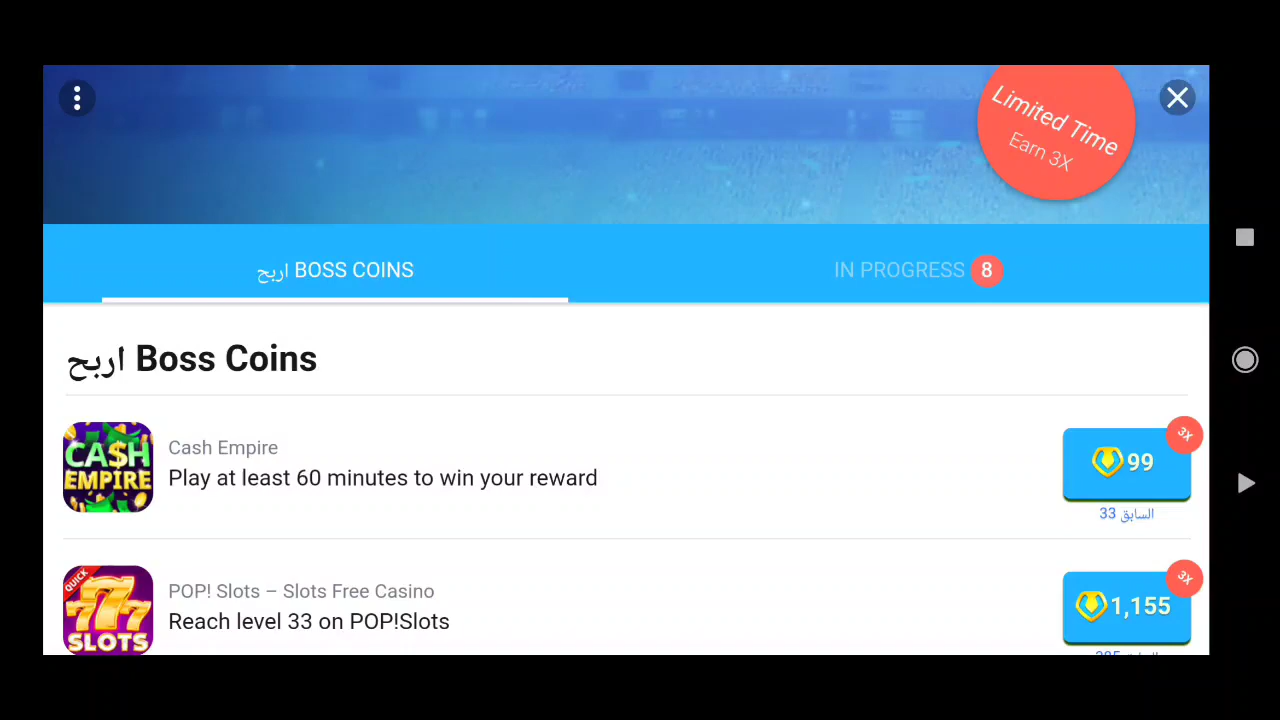 Limited Time
Earn 3X
اربح BOSS COINS
IN PROGRESS 8
اربح Boss Coins
CA$H EMPIRE
Cash Empire
Play at least 60 minutes to win your reward
3X
99
السابق 33
QUICK
777
SLOTS
POP! Slots – Slots Free Casino
Reach level 33 on POP!Slots
3X
1,155
السابق 385